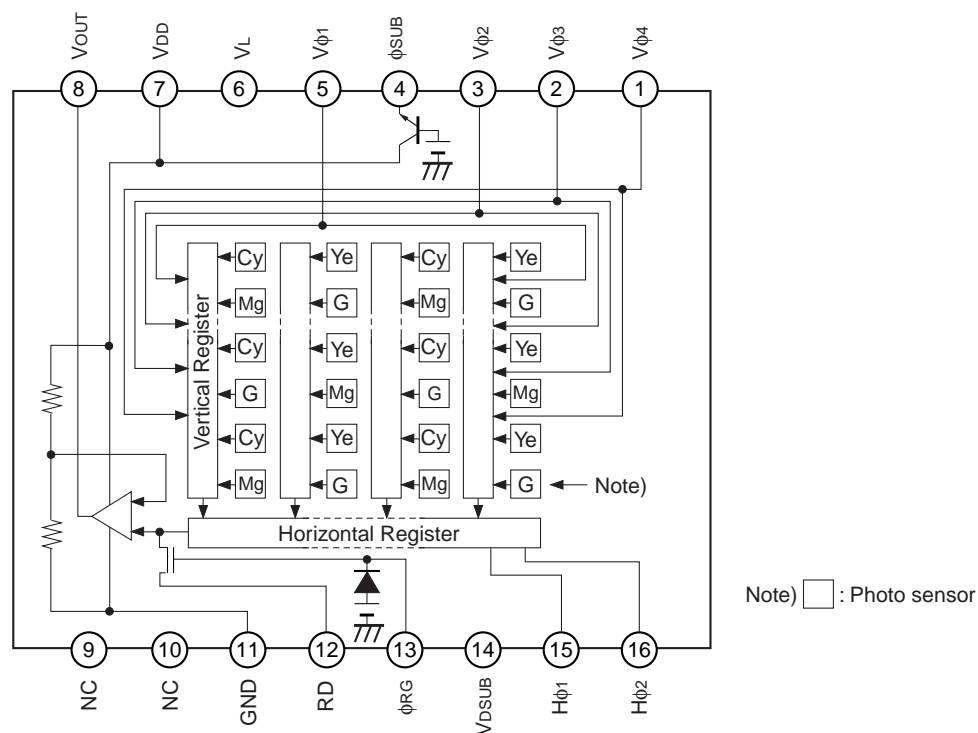 VOUT VDD VL Vϕ1 ϕSUB Vϕ2 Vϕ3 Vϕ4
8 7 6 5 4 3 2 1
Cy Ye Cy Ye
Mg G Mg G
Cy Ye Cy Ye
G Mg G Mg
Cy Ye Cy Ye
Mg G Mg G
Vertical Register
Note)
Horizontal Register
Note) : Photo sensor
9 10 11 12 13 14 15 16
NC NC GND RD ϕRG VDSUB Hϕ1 Hϕ2